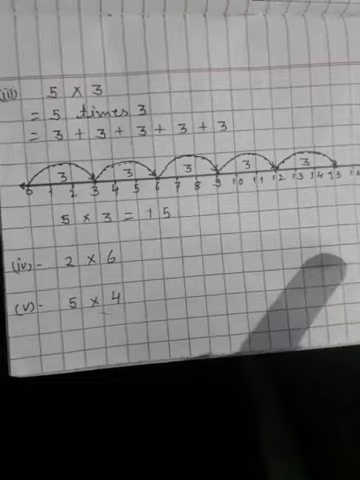 (iii) 5 × 3
= 5 times 3
= 3 + 3 + 3 + 3 + 3
3 3 3 3 3
0 1 2 3 4 5 6 7 8 9 10 11 12 13 14 15
5 × 3 = 15
(iv)- 2 × 6
(v)- 5 × 4